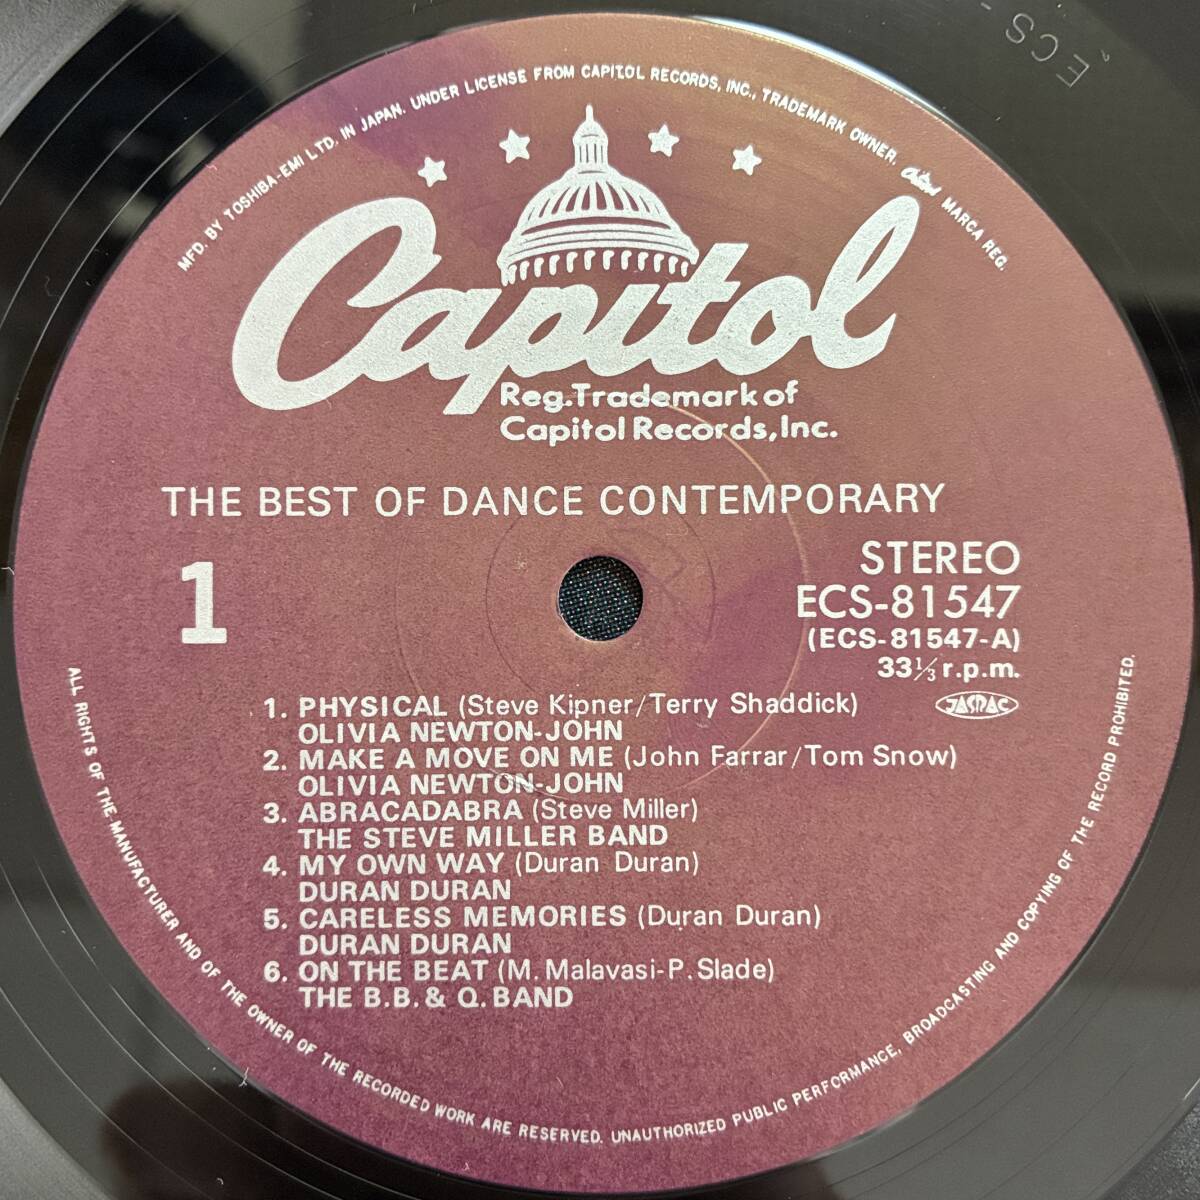 ECS-
MFD. BY TOSHIBA-EMI LTD. IN JAPAN. UNDER LICENSE FROM CAPITOL RECORDS, INC., TRADEMARK OWNER. Capitol MARCA REG.
Capitol
Reg. Trademark of
Capitol Records, Inc.
THE BEST OF DANCE CONTEMPORARY
1
STEREO
ECS-81547
(ECS-81547-A)
33⅓ r.p.m.
JASRAC
1. PHYSICAL (Steve Kipner/Terry Shaddick)
OLIVIA NEWTON-JOHN
2. MAKE A MOVE ON ME (John Farrar/Tom Snow)
OLIVIA NEWTON-JOHN
3. ABRACADABRA (Steve Miller)
THE STEVE MILLER BAND
4. MY OWN WAY (Duran Duran)
DURAN DURAN
5. CARELESS MEMORIES (Duran Duran)
DURAN DURAN
6. ON THE BEAT (M. Malavasi-P. Slade)
THE B.B. & Q. BAND
ALL RIGHTS OF THE MANUFACTURER AND OF THE OWNER OF THE RECORDED WORK ARE RESERVED. UNAUTHORIZED PUBLIC PERFORMANCE, BROADCASTING AND COPYING OF THE RECORD PROHIBITED.